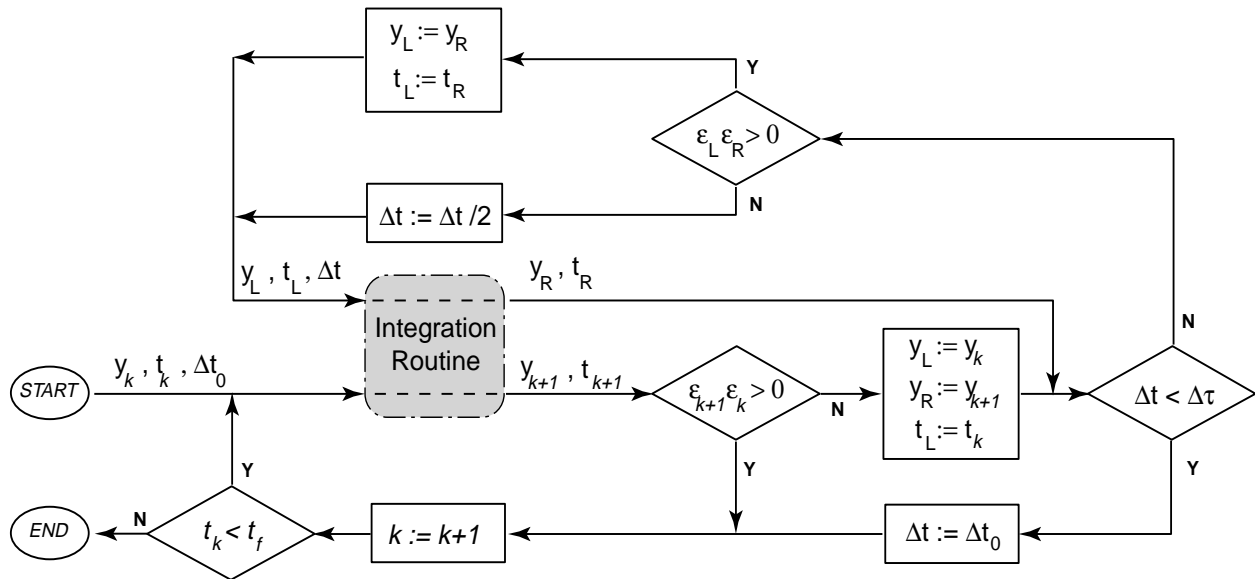 y_L := y_R
t_L := t_R
Y
ε_L ε_R > 0
N
Δt := Δt /2
y_L , t_L , Δt
y_R , t_R
Integration
Routine
N
START
y_k , t_k , Δt_0
y_{k+1} , t_{k+1}
ε_{k+1} ε_k > 0
N
y_L := y_k
y_R := y_{k+1}
t_L := t_k
Δt < Δτ
Y
Y
Y
END
N
t_k < t_f
k := k+1
Δt := Δt_0